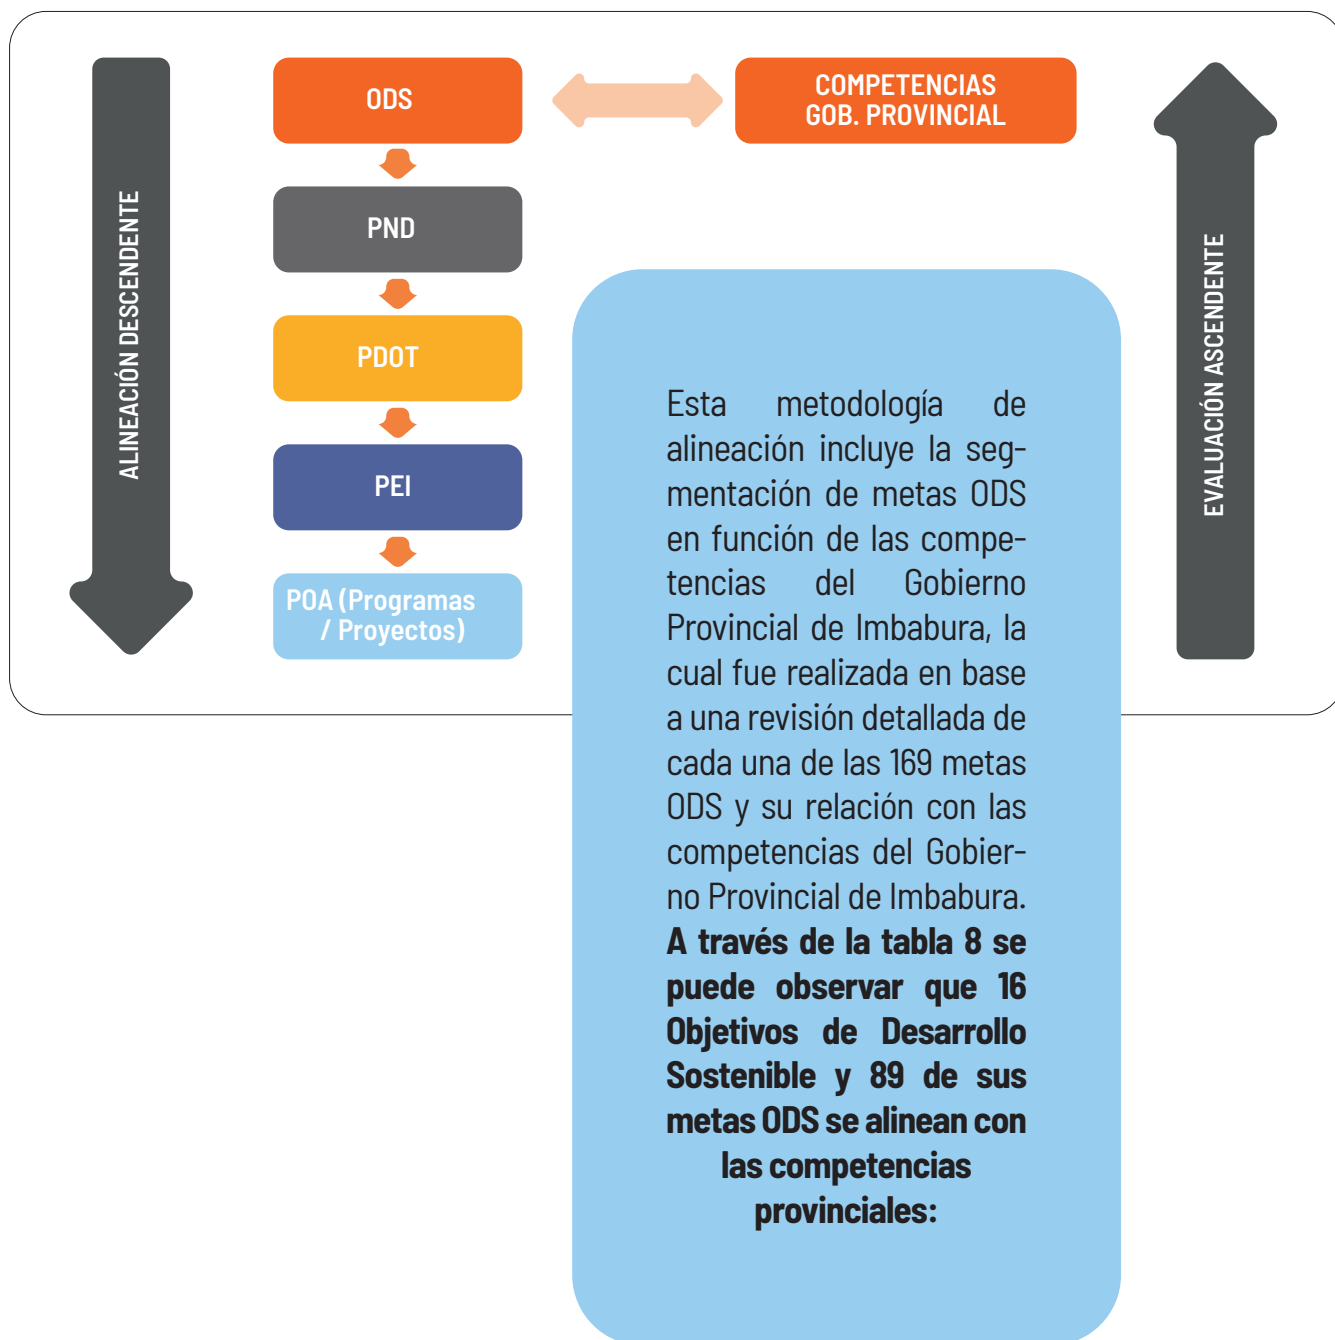 ALINEACIÓN DESCENDENTE
ODS
COMPETENCIAS
GOB. PROVINCIAL
PND
PDOT
PEI
POA (Programas
/ Proyectos)
EVALUACIÓN ASCENDENTE
Esta metodología de
alineación incluye la seg-
mentación de metas ODS
en función de las compe-
tencias del Gobierno
Provincial de Imbabura, la
cual fue realizada en base
a una revisión detallada de
cada una de las 169 metas
ODS y su relación con las
competencias del Gobier-
no Provincial de Imbabura.
A través de la tabla 8 se
puede observar que 16
Objetivos de Desarrollo
Sostenible y 89 de sus
metas ODS se alinean con
las competencias
provinciales: